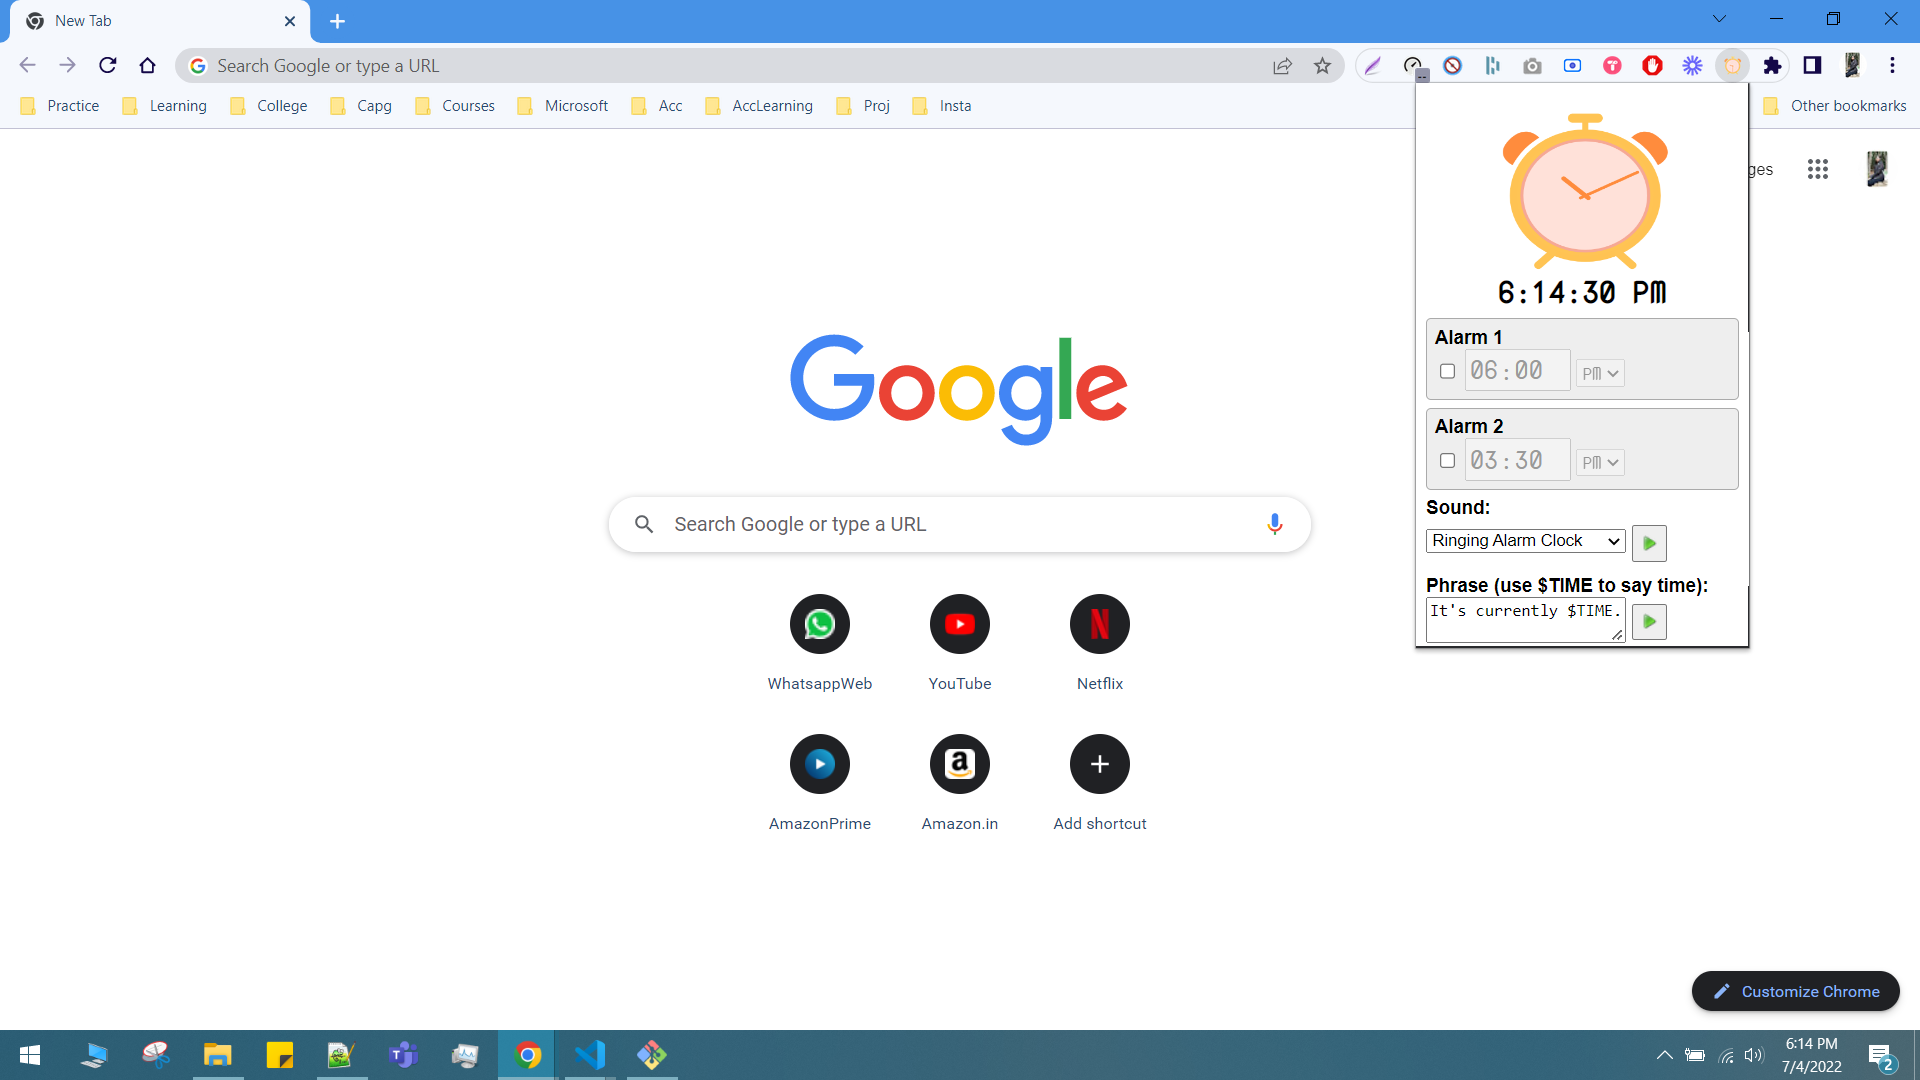 New Tab
Search Google or type a URL
Practice
Learning
College
Capg
Courses
Microsoft
Acc
AccLearning
Proj
Insta
Other bookmarks
ges
6:14:30 PM
Alarm 1
06:00 PM
Alarm 2
03:30 PM
Sound:
Ringing Alarm Clock
Phrase (use $TIME to say time):
It's currently $TIME.
Google
Search Google or type a URL
WhatsappWeb
YouTube
Netflix
AmazonPrime
Amazon.in
Add shortcut
Customize Chrome
6:14 PM
7/4/2022
2